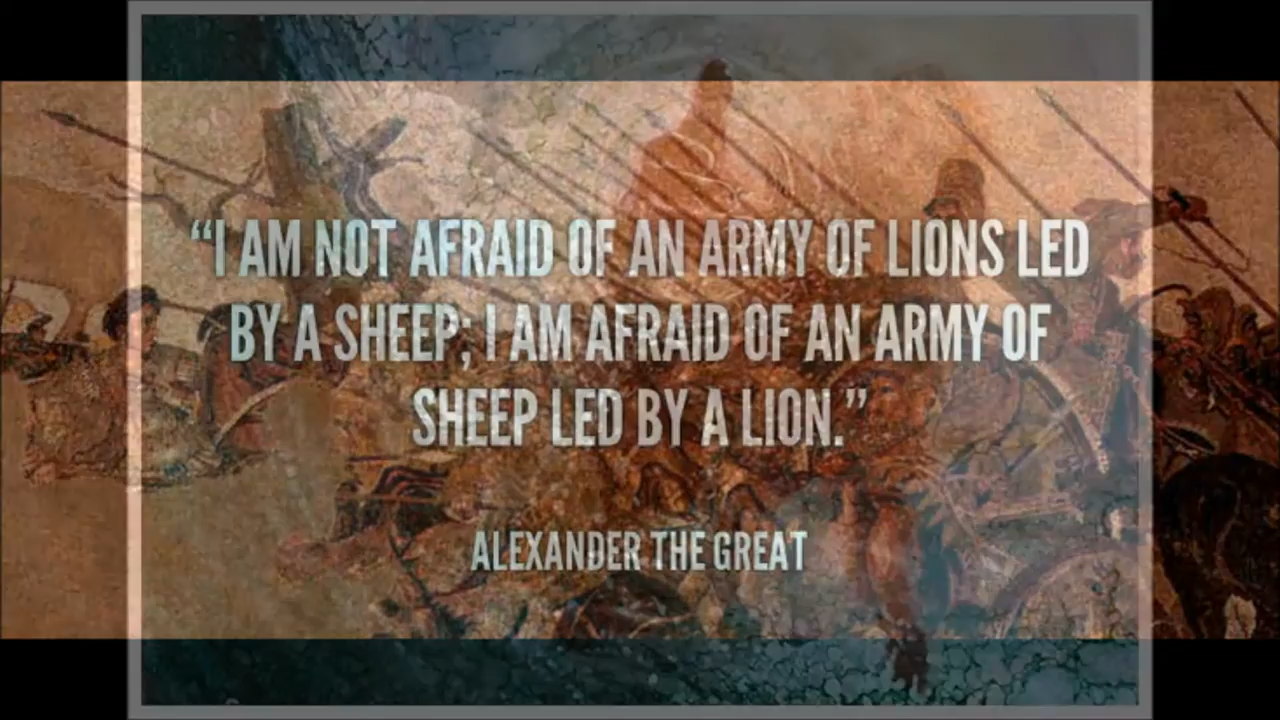 “I AM NOT AFRAID OF AN ARMY OF LIONS LED
BY A SHEEP; I AM AFRAID OF AN ARMY OF
SHEEP LED BY A LION.”
ALEXANDER THE GREAT